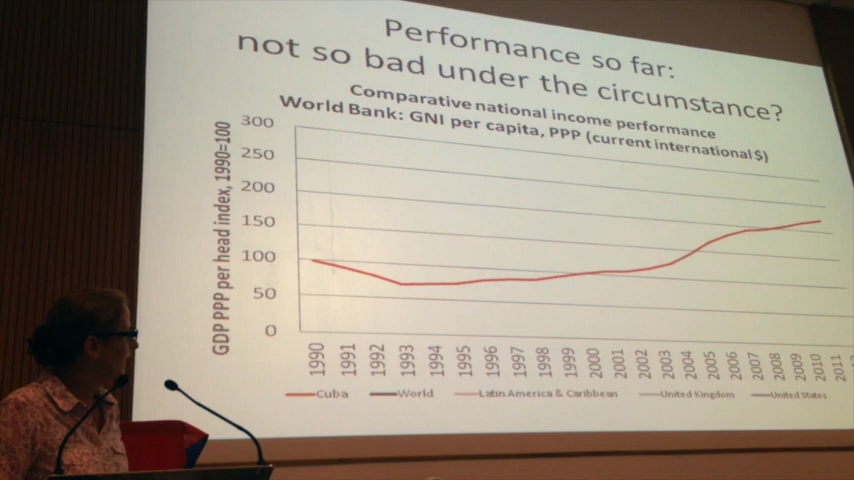 Performance so far:
not so bad under the circumstance?
Comparative national income performance
World Bank: GNI per capita, PPP (current international $)
GDP PPP per head index, 1990=100
300
250
200
150
100
50
0
1990 1991 1992 1993 1994 1995 1996 1997 1998 1999 2000 2001 2002 2003 2004 2005 2006 2007 2008 2009 2010 2011
Cuba World Latin America & Caribbean United Kingdom United States